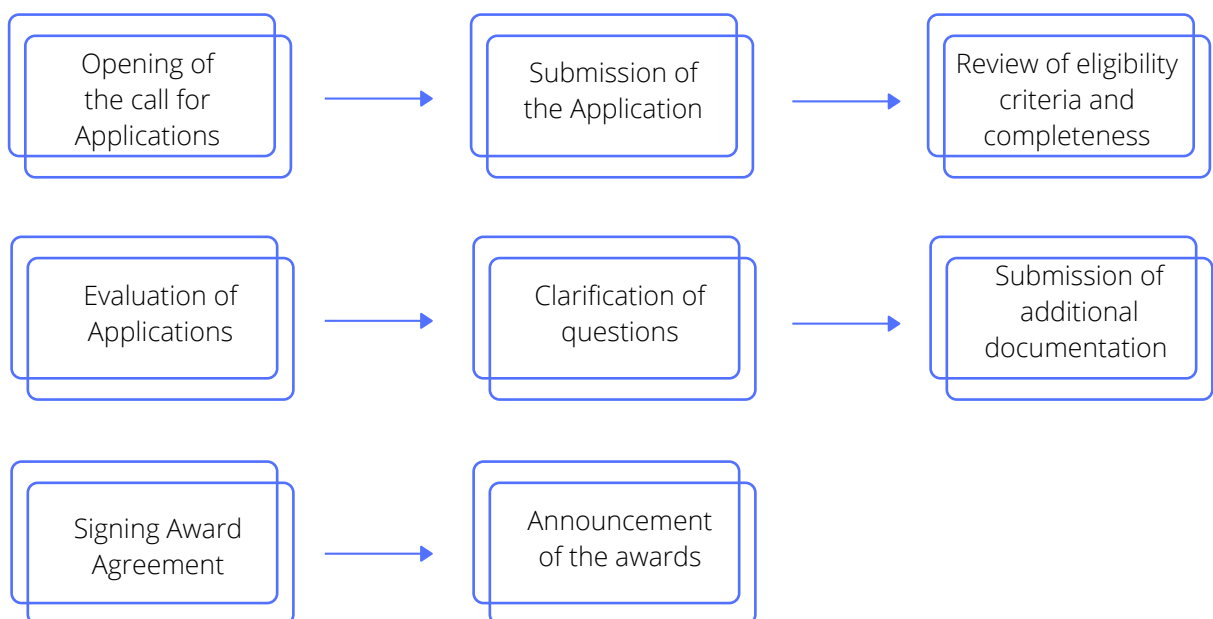 Opening of
the call for
Applications
Submission of
the Application
Review of eligibility
criteria and
completeness
Evaluation of
Applications
Clarification of
questions
Submission of
additional
documentation
Signing Award
Agreement
Announcement
of the awards